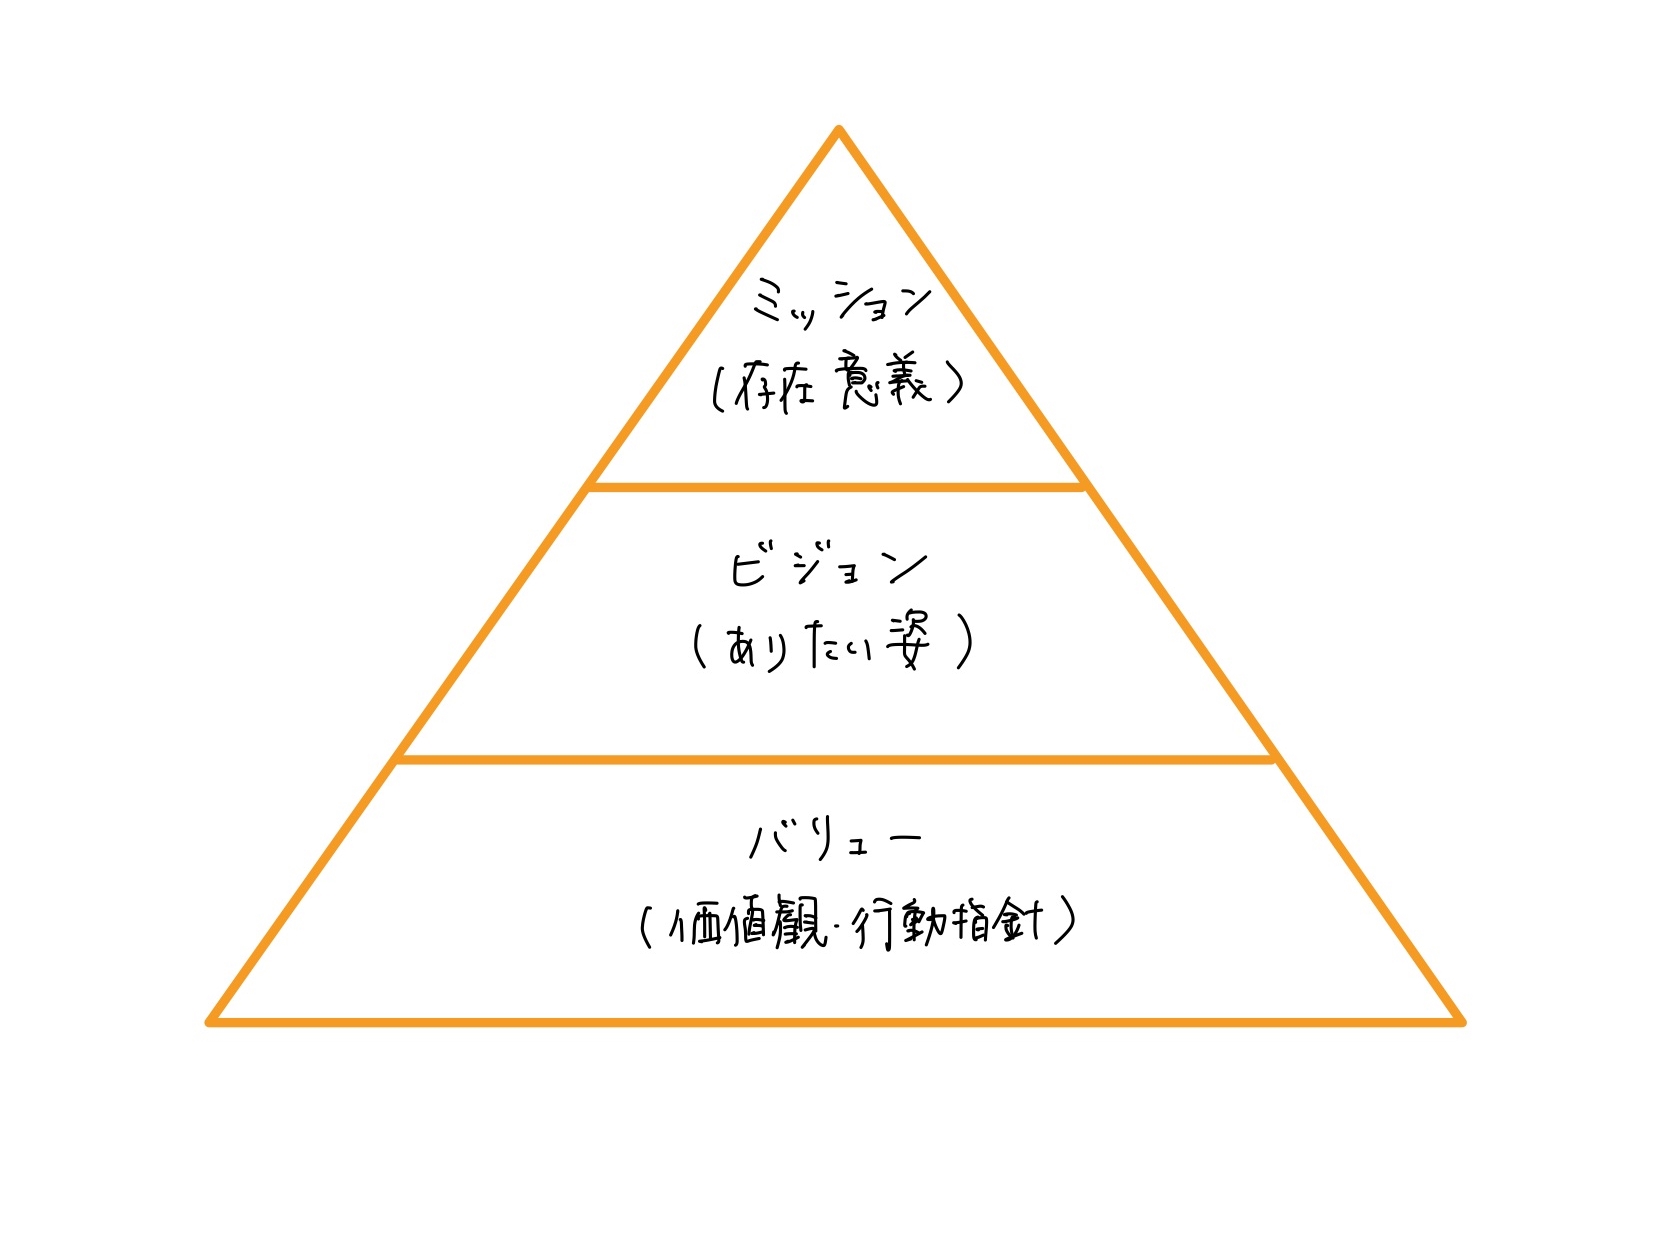 ミッション
(存在意義)
ビジョン
(ありたい姿)
バリュー
(価値観・行動指針)